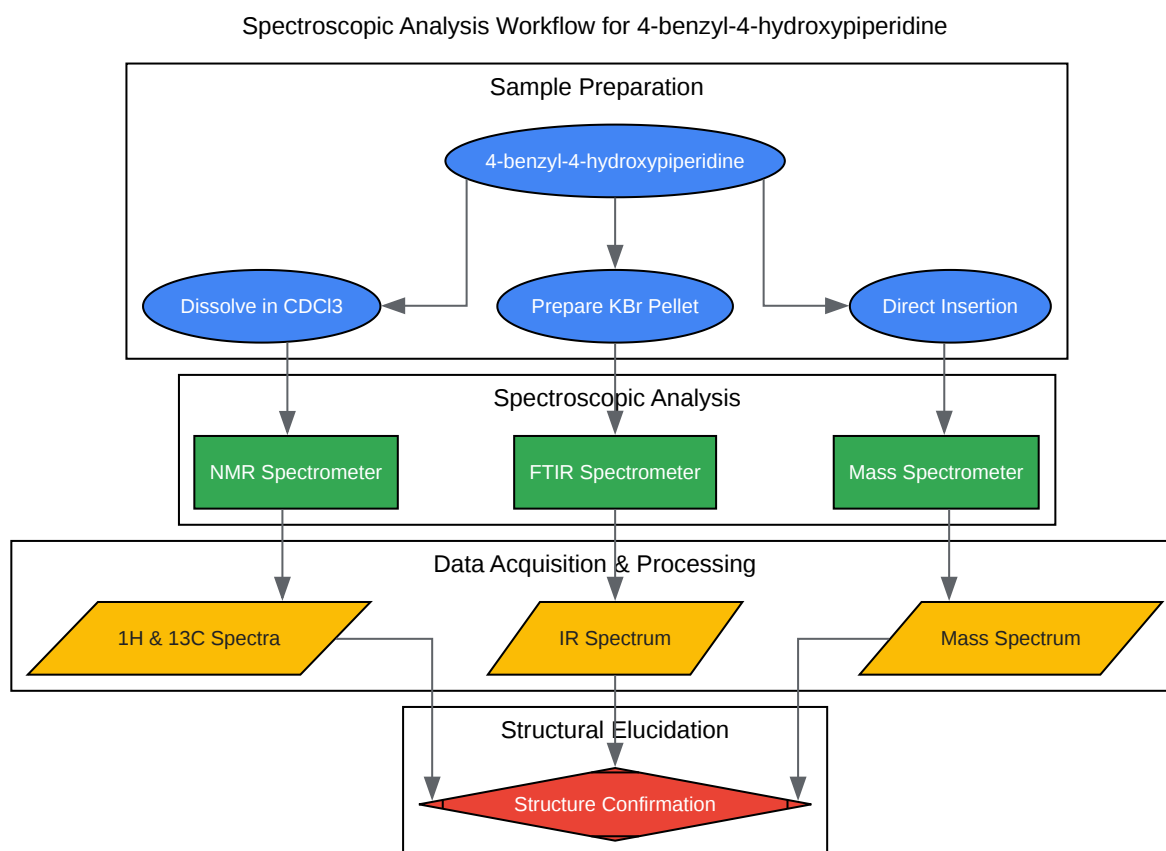 Spectroscopic Analysis Workflow for 4-benzyl-4-hydroxypiperidine
Sample Preparation
4-benzyl-4-hydroxypiperidine
Dissolve in CDCl3
Prepare KBr Pellet
Direct Insertion
Spectroscopic Analysis
NMR Spectrometer
FTIR Spectrometer
Mass Spectrometer
Data Acquisition & Processing
1H & 13C Spectra
IR Spectrum
Mass Spectrum
Structural Elucidation
Structure Confirmation